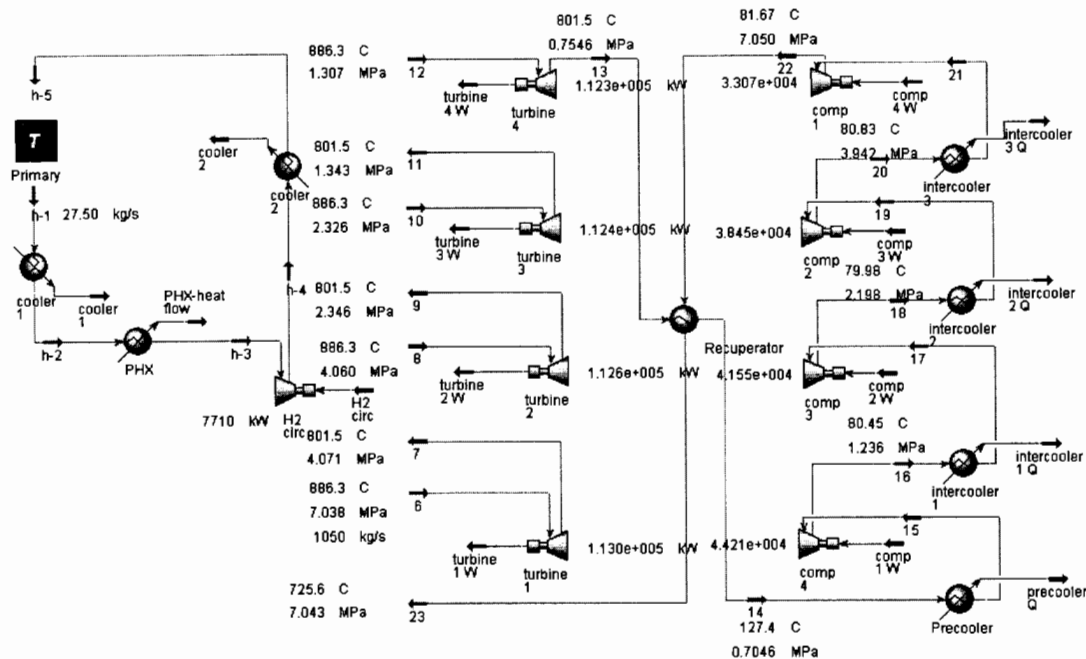 h-5
T
Primary
h-1 27.50 kg/s
cooler
1
cooler
1
h-2
PHX-heat
flow
PHX
h-3
cooler
2
cooler
2
h-4
7710 kW
H2
circ
H2
circ
886.3 C
1.307 MPa
12
801.5 C
0.7546 MPa
13
turbine
4 W
turbine
4
1.123e+005 kW
801.5 C
1.343 MPa
11
886.3 C
2.326 MPa
10
turbine
3 W
turbine
3
1.124e+005 kW
801.5 C
2.346 MPa
9
886.3 C
4.060 MPa
8
turbine
2 W
turbine
2
1.126e+005 kW
801.5 C
4.071 MPa
7
886.3 C
7.038 MPa
1050 kg/s
6
turbine
1 W
turbine
1
1.130e+005 kW
725.6 C
7.043 MPa
23
Recuperator
81.67 C
7.050 MPa
22
21
3.307e+004
comp
1
comp
4 W
80.83 C
3.942 MPa
20
intercooler
3
intercooler
3 Q
19
3.845e+004
comp
2
comp
3 W
79.98 C
2.198 MPa
18
intercooler
2
intercooler
2 Q
17
4.155e+004
comp
3
comp
2 W
80.45 C
1.236 MPa
16
intercooler
1
intercooler
1 Q
15
4.421e+004
comp
4
comp
1 W
14
127.4 C
0.7046 MPa
Precooler
precooler
Q